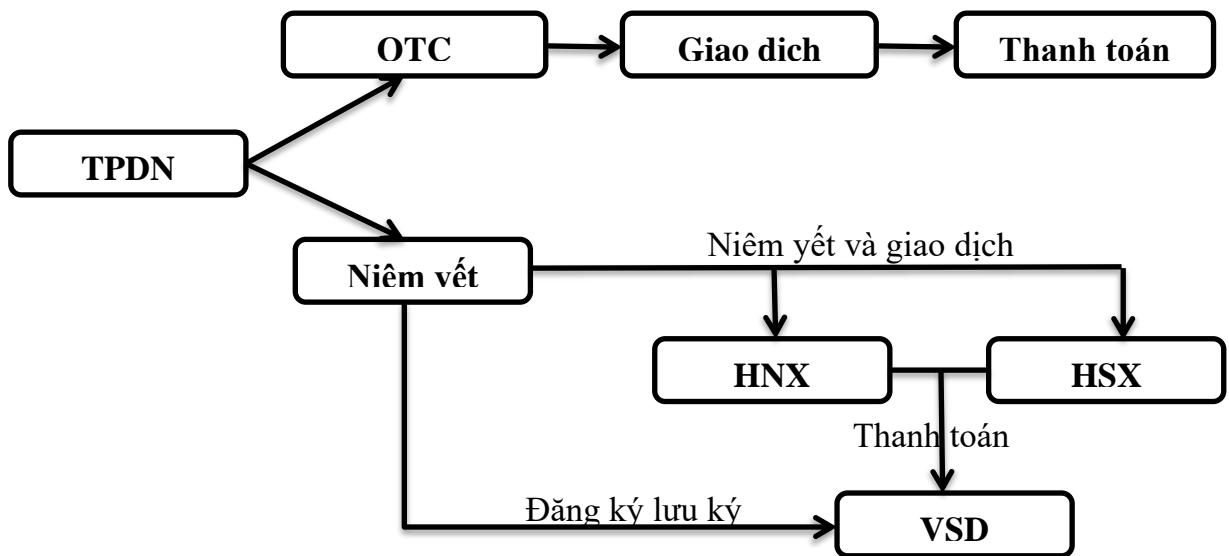 OTC
Giao dich
Thanh toán
TPDN
Niêm yết và giao dịch
Niêm vết
HNX
HSX
Thanh toán
Đăng ký lưu ký
VSD